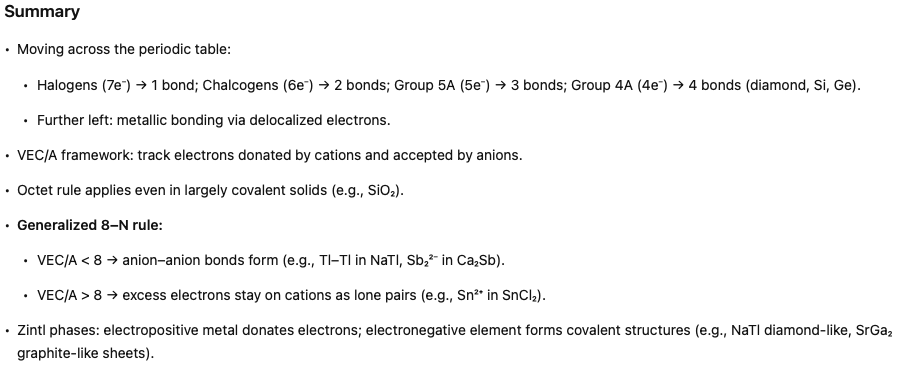 Summary
• Moving across the periodic table:
• Halogens (7e⁻) → 1 bond; Chalcogens (6e⁻) → 2 bonds; Group 5A (5e⁻) → 3 bonds; Group 4A (4e⁻) → 4 bonds (diamond, Si, Ge).
• Further left: metallic bonding via delocalized electrons.
• VEC/A framework: track electrons donated by cations and accepted by anions.
• Octet rule applies even in largely covalent solids (e.g., SiO₂).
• Generalized 8–N rule:
• VEC/A < 8 → anion–anion bonds form (e.g., Tl–Tl in NaTl, Sb₂²⁻ in Ca₂Sb).
• VEC/A > 8 → excess electrons stay on cations as lone pairs (e.g., Sn²⁺ in SnCl₂).
• Zintl phases: electropositive metal donates electrons; electronegative element forms covalent structures (e.g., NaTl diamond-like, SrGa₂
graphite-like sheets).